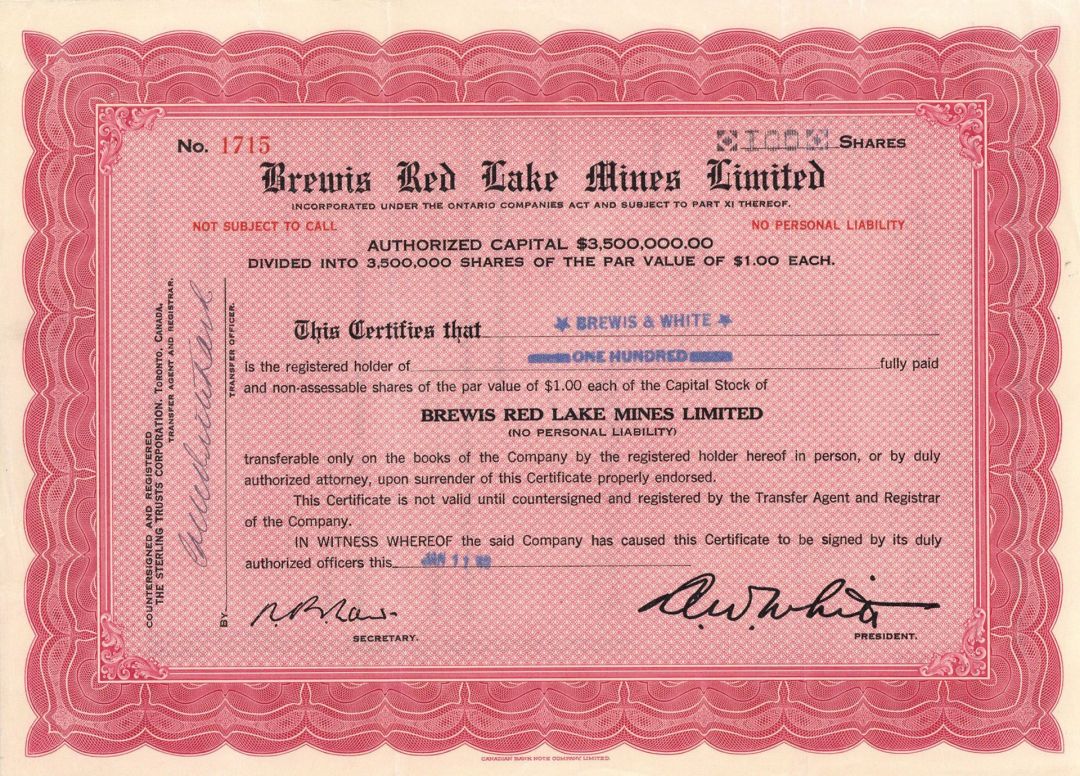 No. 1715
100 SHARES
Brewis Red Lake Mines Limited
INCORPORATED UNDER THE ONTARIO COMPANIES ACT AND SUBJECT TO PART XI THEREOF.
NOT SUBJECT TO CALL
NO PERSONAL LIABILITY
AUTHORIZED CAPITAL $3,500,000.00
DIVIDED INTO 3,500,000 SHARES OF THE PAR VALUE OF $1.00 EACH.
This Certifies that BREWIS & WHITE
is the registered holder of ONE HUNDRED fully paid
and non-assessable shares of the par value of $1.00 each of the Capital Stock of
BREWIS RED LAKE MINES LIMITED
(NO PERSONAL LIABILITY)
transferable only on the books of the Company by the registered holder hereof in person, or by duly
authorized attorney, upon surrender of this Certificate properly endorsed.
This Certificate is not valid until countersigned and registered by the Transfer Agent and Registrar
of the Company.
IN WITNESS WHEREOF the said Company has caused this Certificate to be signed by its duly
authorized officers this JAN 11
SECRETARY.
D.W. White
PRESIDENT.
COUNTERSIGNED AND REGISTERED
THE STERLING TRUSTS CORPORATION, TORONTO, CANADA,
TRANSFER AGENT AND REGISTRAR.
BY
TRANSFER OFFICER.
CANADIAN BANK NOTE COMPANY, LIMITED.